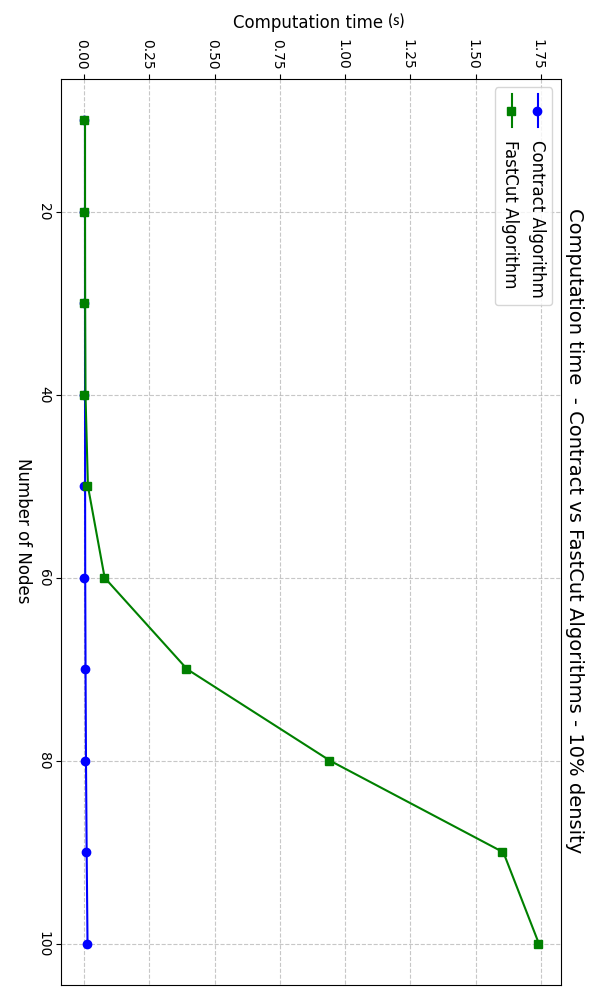 Computation time  - Contract vs FastCut Algorithms - 10% density
Contract Algorithm
FastCut Algorithm
Computation time (s)
1.75
1.50
1.25
1.00
0.75
0.50
0.25
0.00
20
40
60
80
100
Number of Nodes